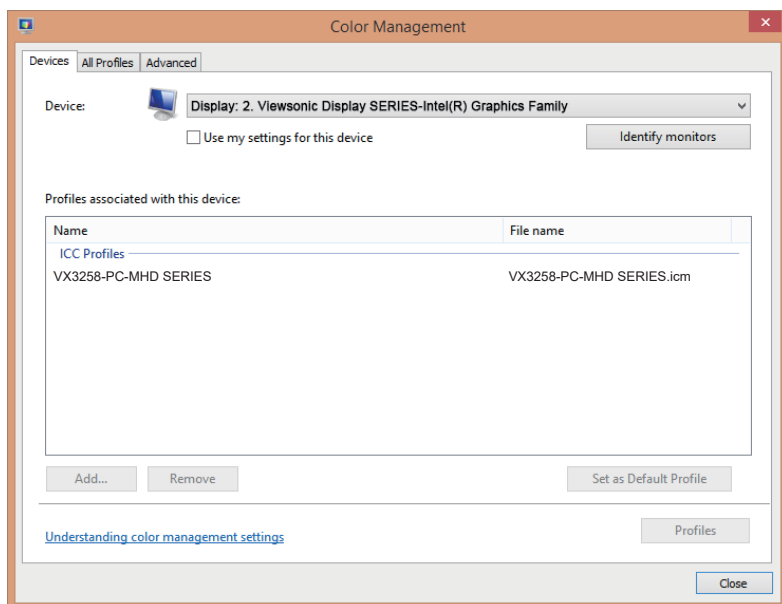 Color Management
Devices All Profiles Advanced
Device: Display: 2. Viewsonic Display SERIES-Intel(R) Graphics Family
Use my settings for this device Identify monitors
Profiles associated with this device:
Name File name
ICC Profiles
VX3258-PC-MHD SERIES VX3258-PC-MHD SERIES.icm
Add... Remove Set as Default Profile
Understanding color management settings Profiles
Close